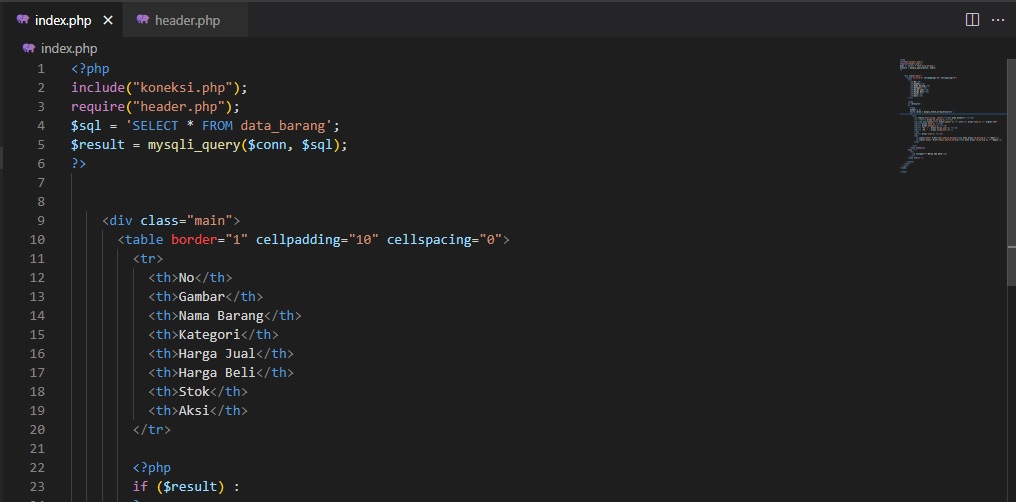 index.php × header.php ···
index.php
1 <?php
2 include("koneksi.php");
3 require("header.php");
4 $sql = 'SELECT * FROM data_barang';
5 $result = mysqli_query($conn, $sql);
6 ?>
7
8
9 <div class="main">
10 <table border="1" cellpadding="10" cellspacing="0">
11 <tr>
12 <th>No</th>
13 <th>Gambar</th>
14 <th>Nama Barang</th>
15 <th>Kategori</th>
16 <th>Harga Jual</th>
17 <th>Harga Beli</th>
18 <th>Stok</th>
19 <th>Aksi</th>
20 </tr>
21
22 <?php
23 if ($result) :